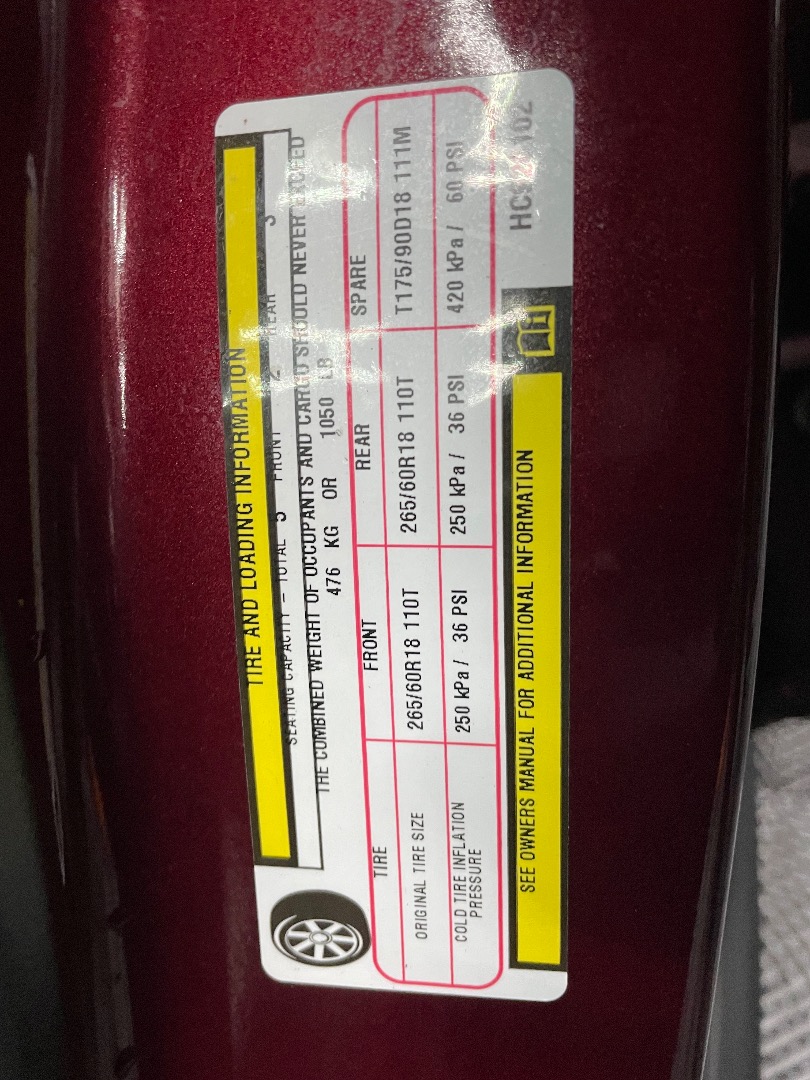 TIRE AND LOADING INFORMATION
SEATING CAPACITY – TOTAL 5 FRONT 2 REAR 3
THE COMBINED WEIGHT OF OCCUPANTS AND CARGO SHOULD NEVER EXCEED
476 KG OR 1050 LB
TIRE FRONT REAR SPARE
ORIGINAL TIRE SIZE 265/60R18 110T 265/60R18 110T T175/90D18 111M
COLD TIRE INFLATION PRESSURE 250 kPa / 36 PSI 250 kPa / 36 PSI 420 kPa / 60 PSI
SEE OWNERS MANUAL FOR ADDITIONAL INFORMATION